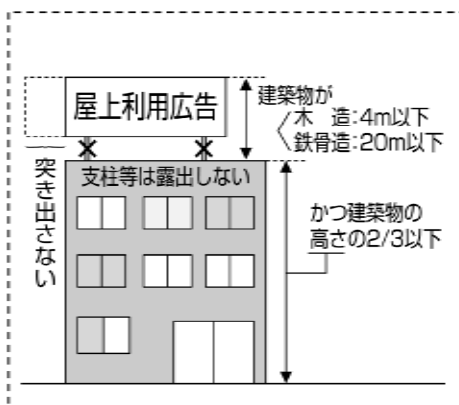 屋上利用広告
建築物が
木　造：4m以下
鉄骨造：20m以下
支柱等は露出しない
突き出さない
かつ建築物の
高さの2/3以下